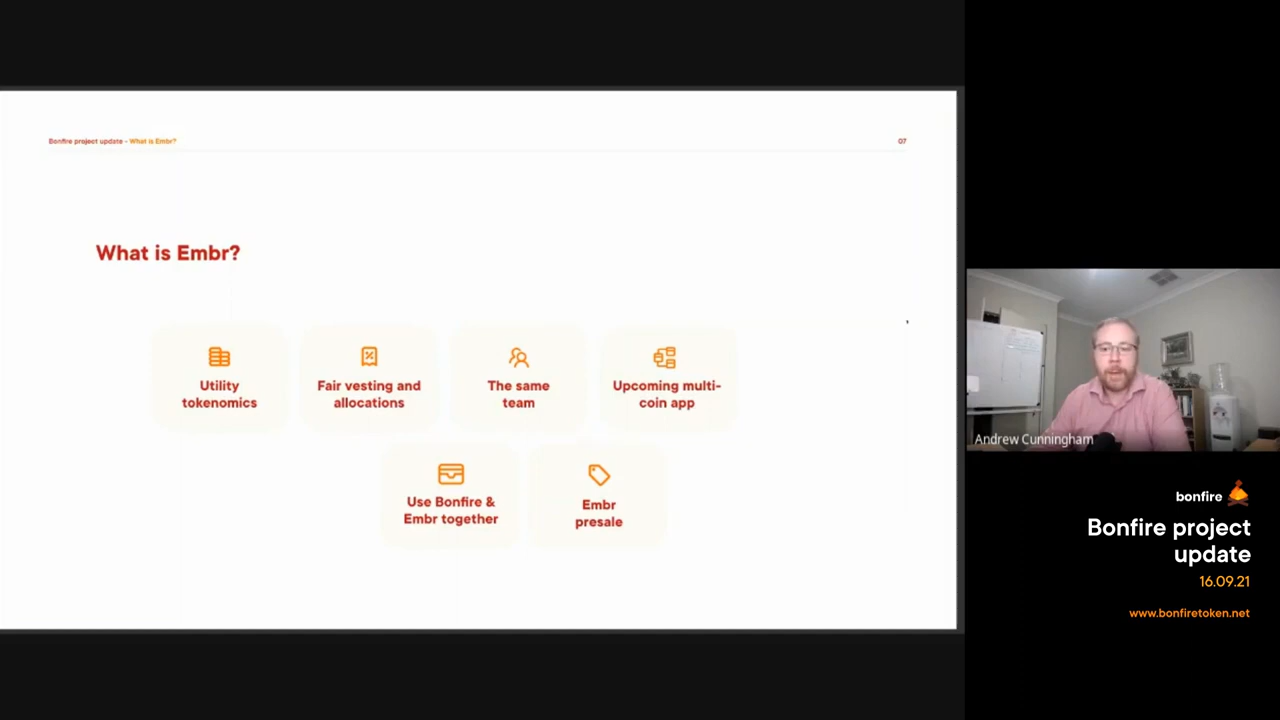 Bonfire project update - What is Embr?
07
What is Embr?
Utility
tokenomics
Fair vesting and
allocations
The same
team
Upcoming multi-
coin app
Use Bonfire &
Embr together
Embr
presale
Andrew Cunningham
bonfire
Bonfire project
update
16.09.21
www.bonfiretoken.net